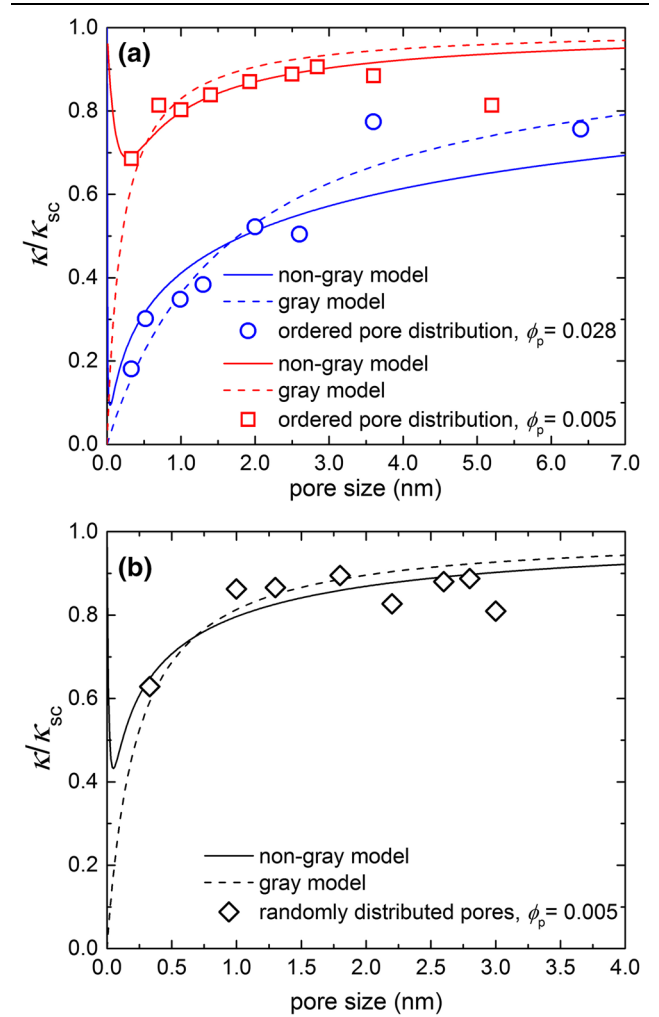 (a)
1.0
0.8
0.6
0.4
0.2
0.0
κ/κsc
non-gray model
gray model
ordered pore distribution, ϕp= 0.028
non-gray model
gray model
ordered pore distribution, ϕp= 0.005
0.0 1.0 2.0 3.0 4.0 5.0 6.0 7.0
pore size (nm)
(b)
1.0
0.8
0.6
0.4
0.2
0.0
κ/κsc
non-gray model
gray model
randomly distributed pores, ϕp= 0.005
0.0 0.5 1.0 1.5 2.0 2.5 3.0 3.5 4.0
pore size (nm)